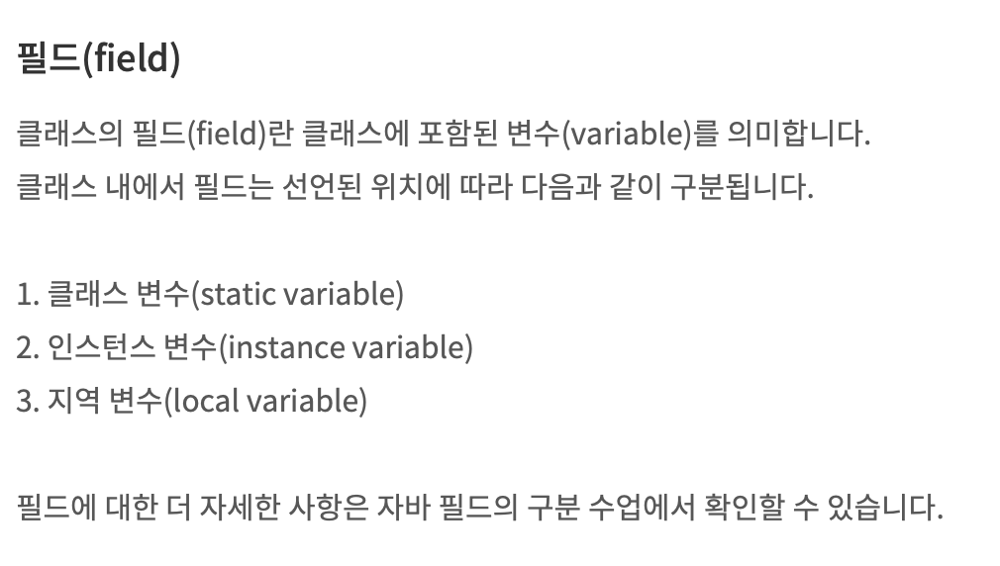 필드(field)
클래스의 필드(field)란 클래스에 포함된 변수(variable)를 의미합니다.
클래스 내에서 필드는 선언된 위치에 따라 다음과 같이 구분됩니다.
1. 클래스 변수(static variable)
2. 인스턴스 변수(instance variable)
3. 지역 변수(local variable)
필드에 대한 더 자세한 사항은 자바 필드의 구분 수업에서 확인할 수 있습니다.